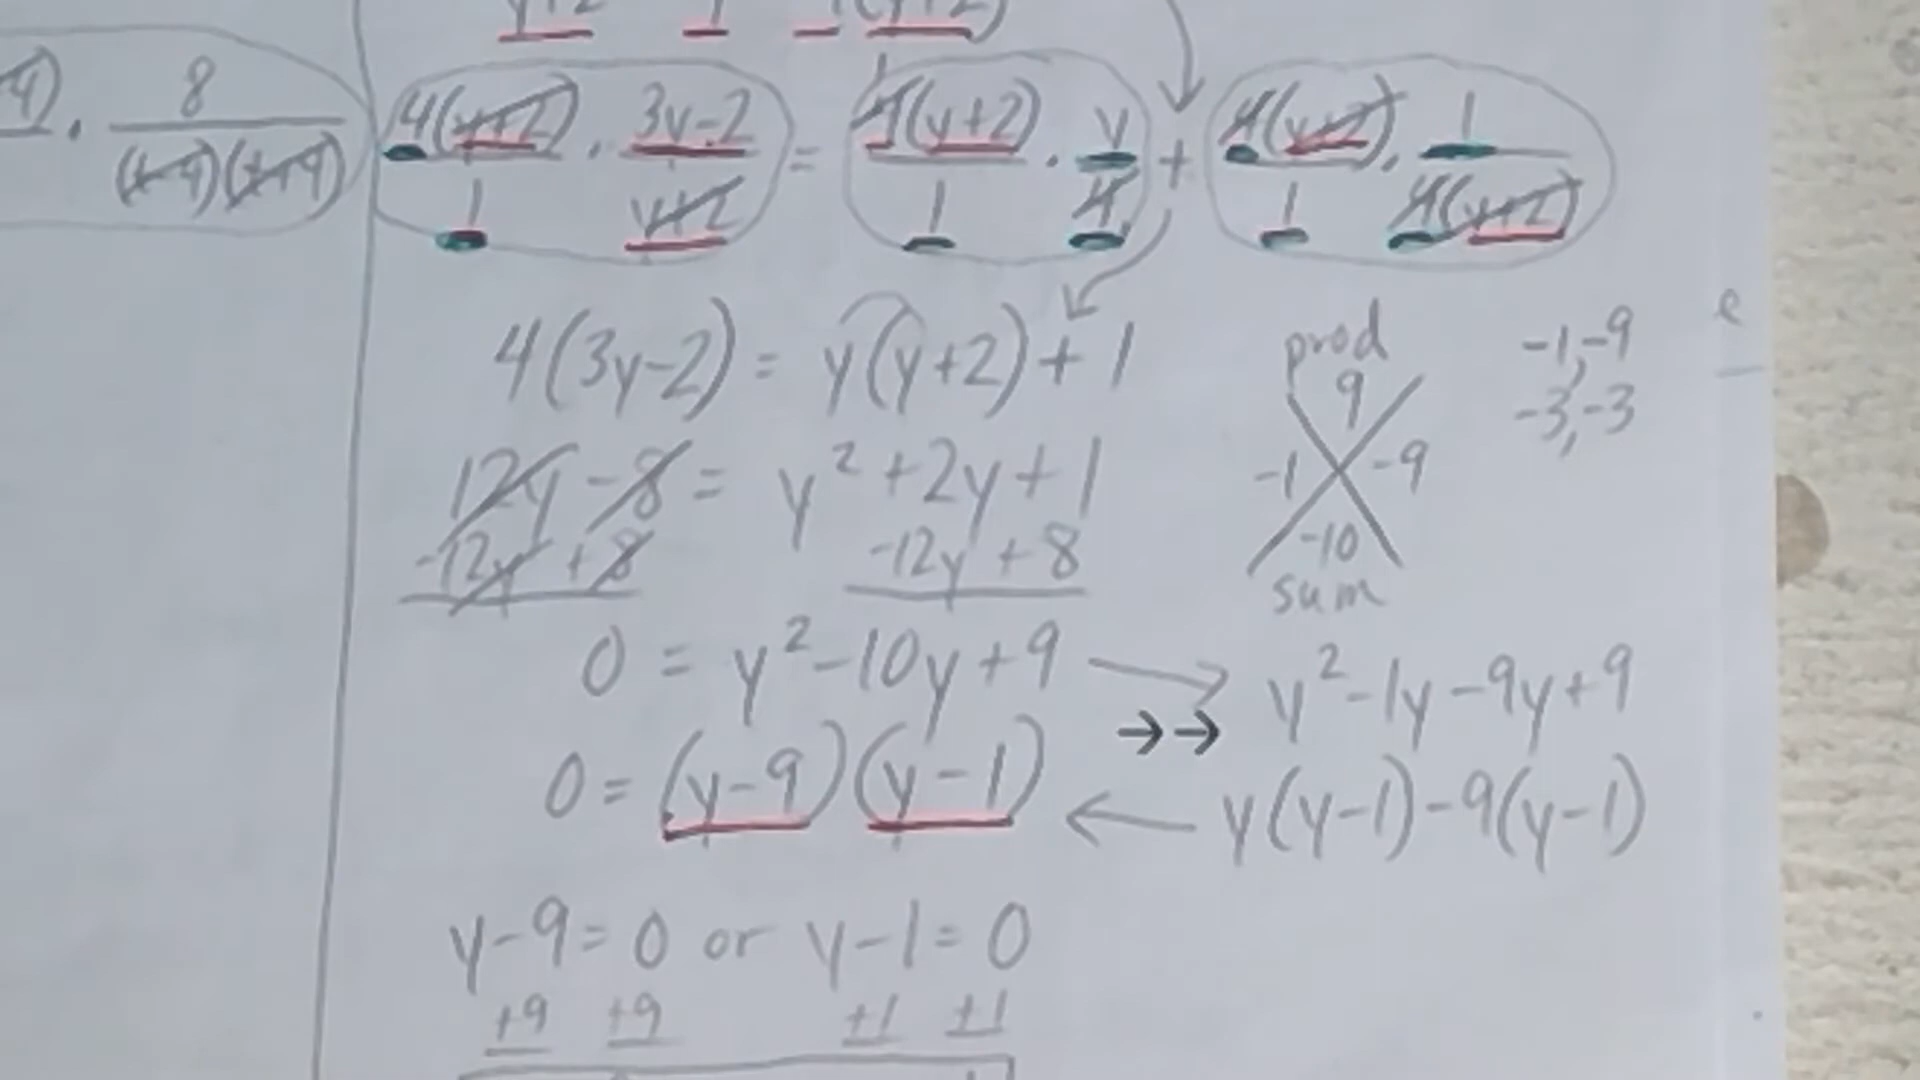 4) · 8/((t-4)(t+4))
4(y+2)/1 · (3y-2)/(y+2) = 4(y+2)/1 · y/4 + 4(y+2)/1 · 1/(4(y+2))
1
4(3y-2) = y(y+2) + 1
12y - 8 = y² + 2y + 1
-12y + 8 -12y + 8
0 = y² - 10y + 9
0 = (y-9)(y-1)
y-9 = 0 or y-1 = 0
+9 +9 +1 +1
prod
9
-1 -9
-10
sum
-1,-9
-3,-3
→→ y² - 1y - 9y + 9
y(y-1) - 9(y-1)